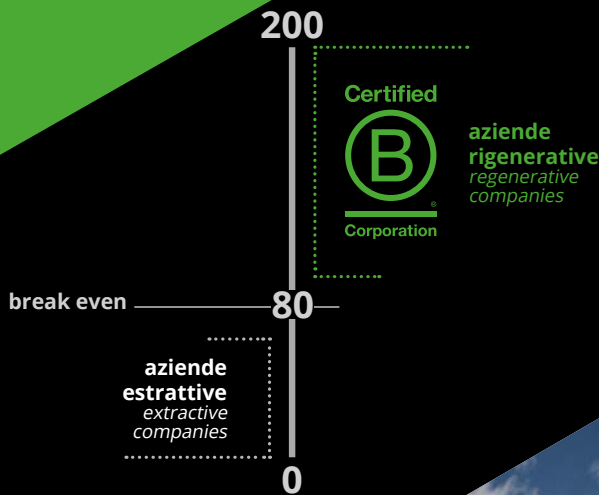 200
Certified
B
®
Corporation
aziende
rigenerative
regenerative
companies
break even
80
aziende
estrattive
extractive
companies
0